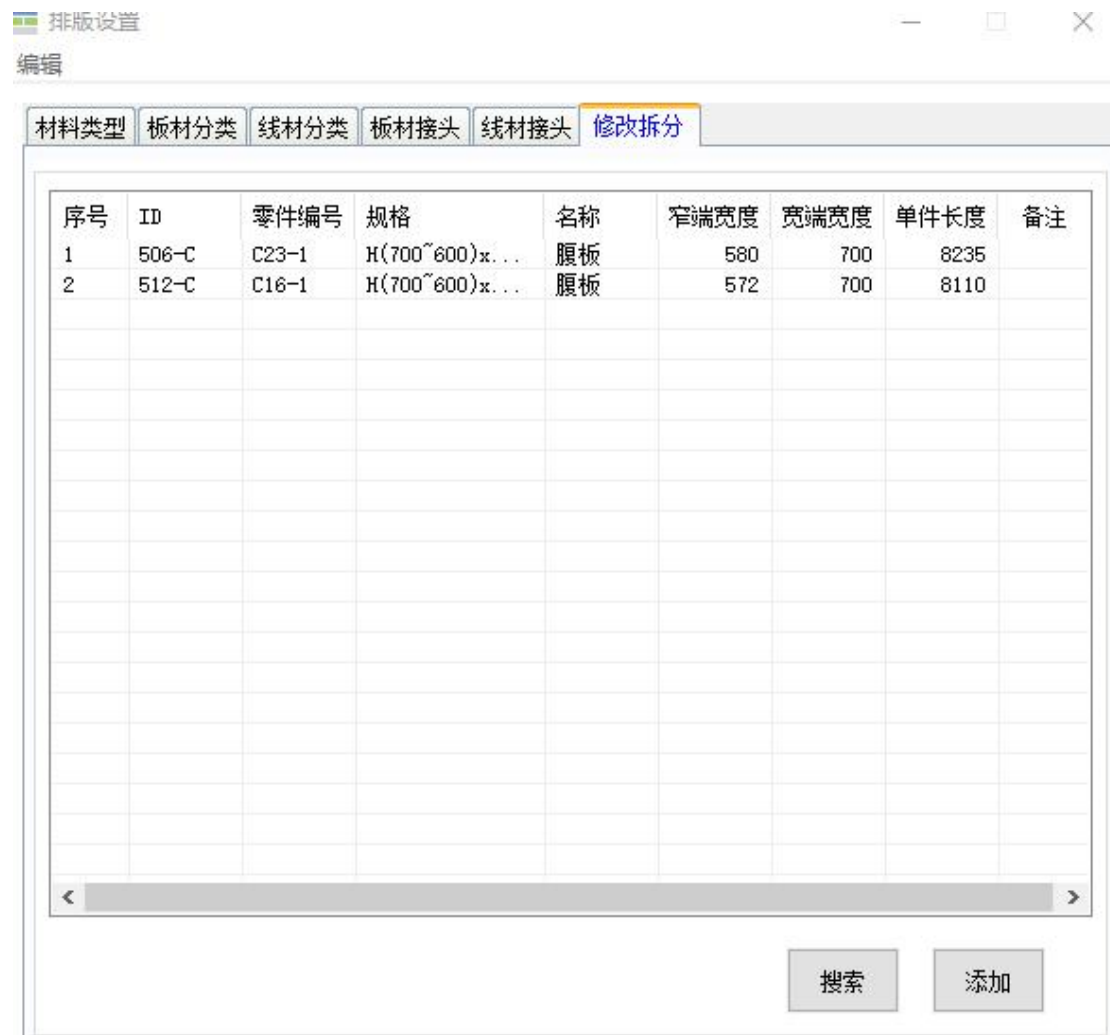 排版设置
编辑
材料类型 板材分类 线材分类 板材接头 线材接头 修改拆分
序号 ID 零件编号 规格 名称 窄端宽度 宽端宽度 单件长度 备注
1 506-C C23-1 H(700~600)x... 腹板 580 700 8235
2 512-C C16-1 H(700~600)x... 腹板 572 700 8110
搜索 添加